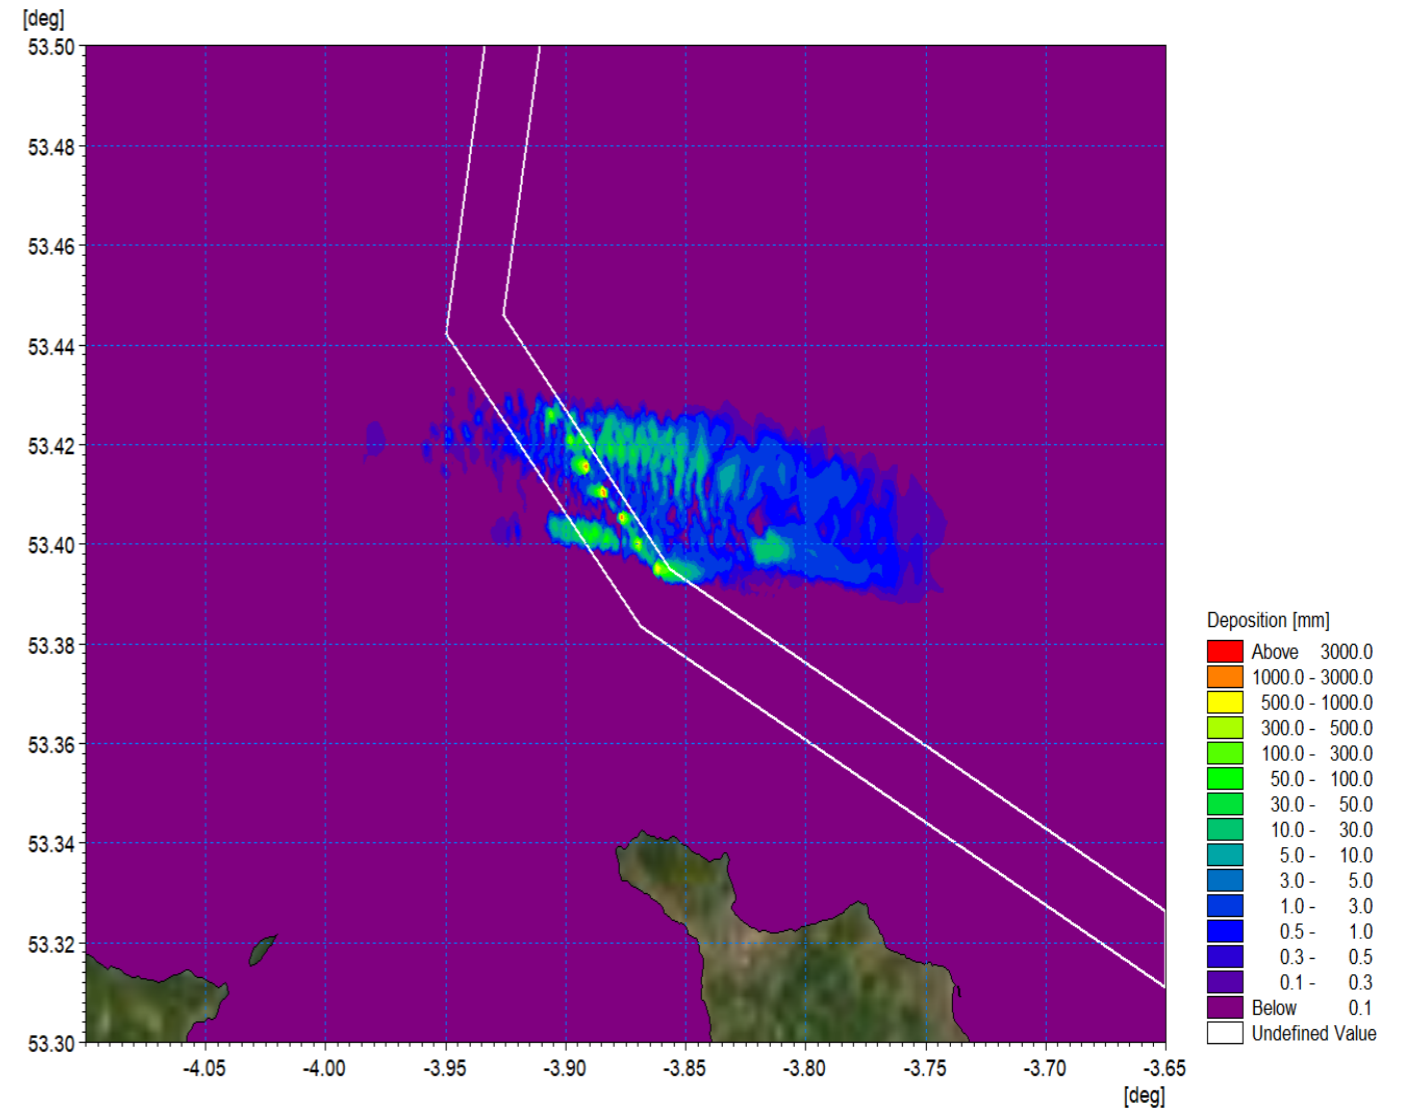 [deg]
53.50
53.48
53.46
53.44
53.42
53.40
53.38
53.36
53.34
53.32
53.30
-4.05
-4.00
-3.95
-3.90
-3.85
-3.80
-3.75
-3.70
-3.65
[deg]
Deposition [mm]
Above 3000.0
1000.0 - 3000.0
500.0 - 1000.0
300.0 - 500.0
100.0 - 300.0
50.0 - 100.0
30.0 - 50.0
10.0 - 30.0
5.0 - 10.0
3.0 - 5.0
1.0 - 3.0
0.5 - 1.0
0.3 - 0.5
0.1 - 0.3
Below 0.1
Undefined Value